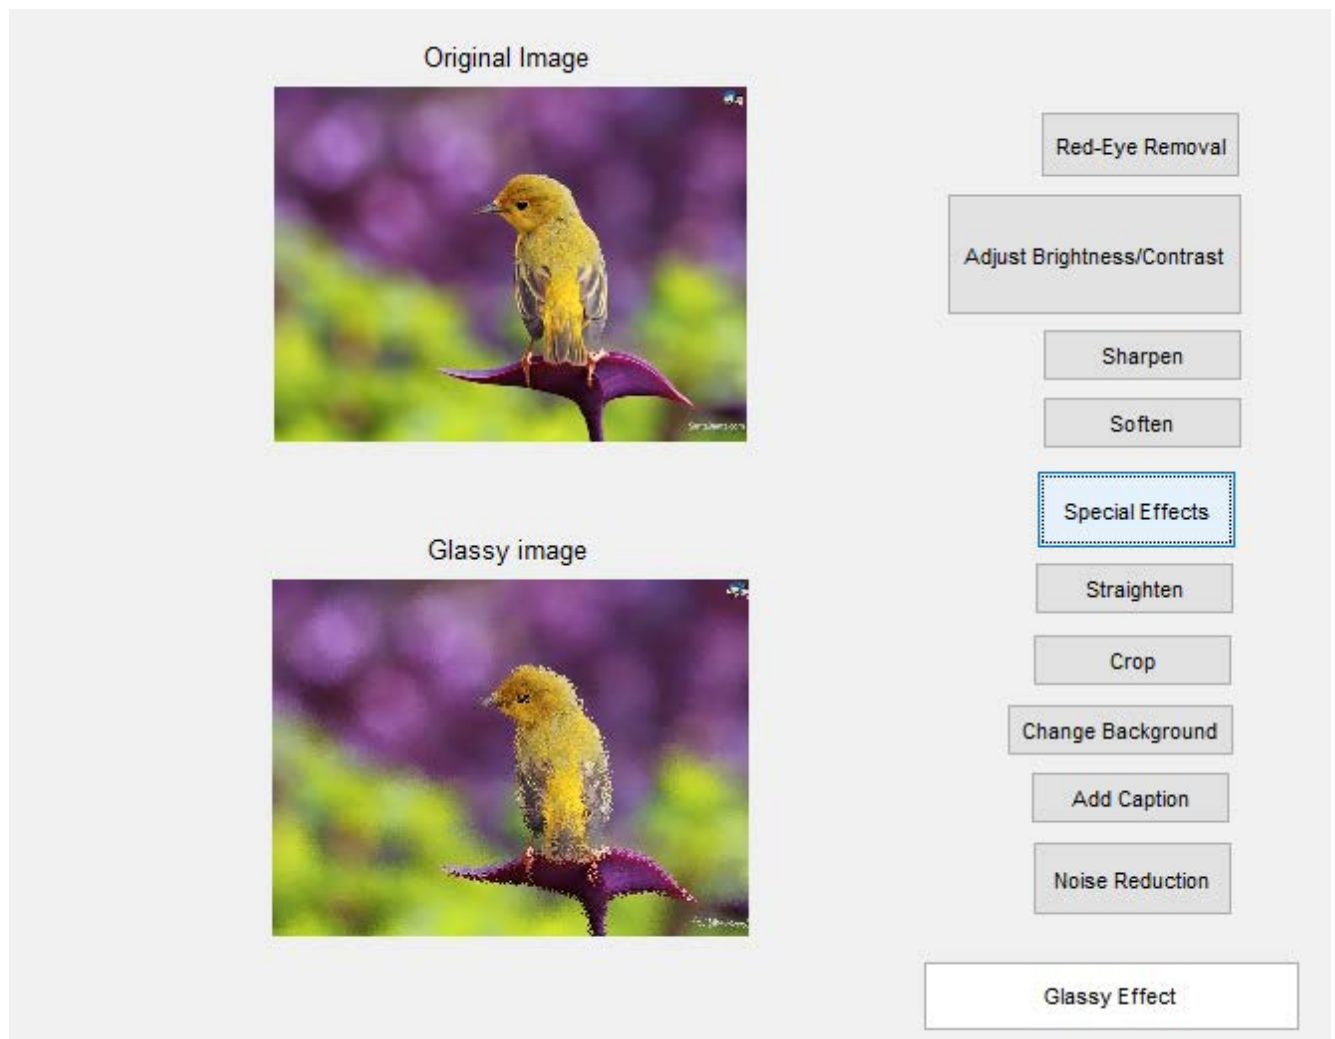 Original Image
Red-Eye Removal
Adjust Brightness/Contrast
Sharpen
Soften
Special Effects
Glassy image
Straighten
Crop
Change Background
Add Caption
Noise Reduction
Glassy Effect